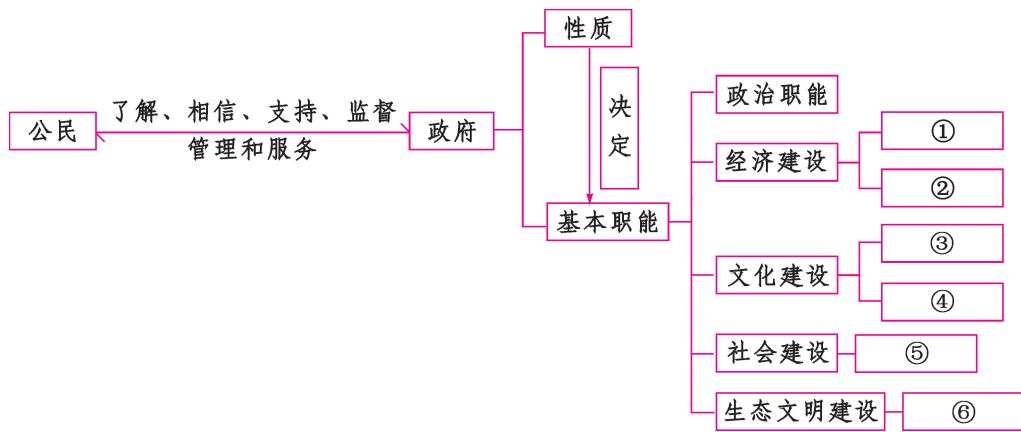 公民
了解、相信、支持、监督
管理和服务
政府
性质
决定
基本职能
政治职能
经济建设
①
②
文化建设
③
④
社会建设
⑤
生态文明建设
⑥